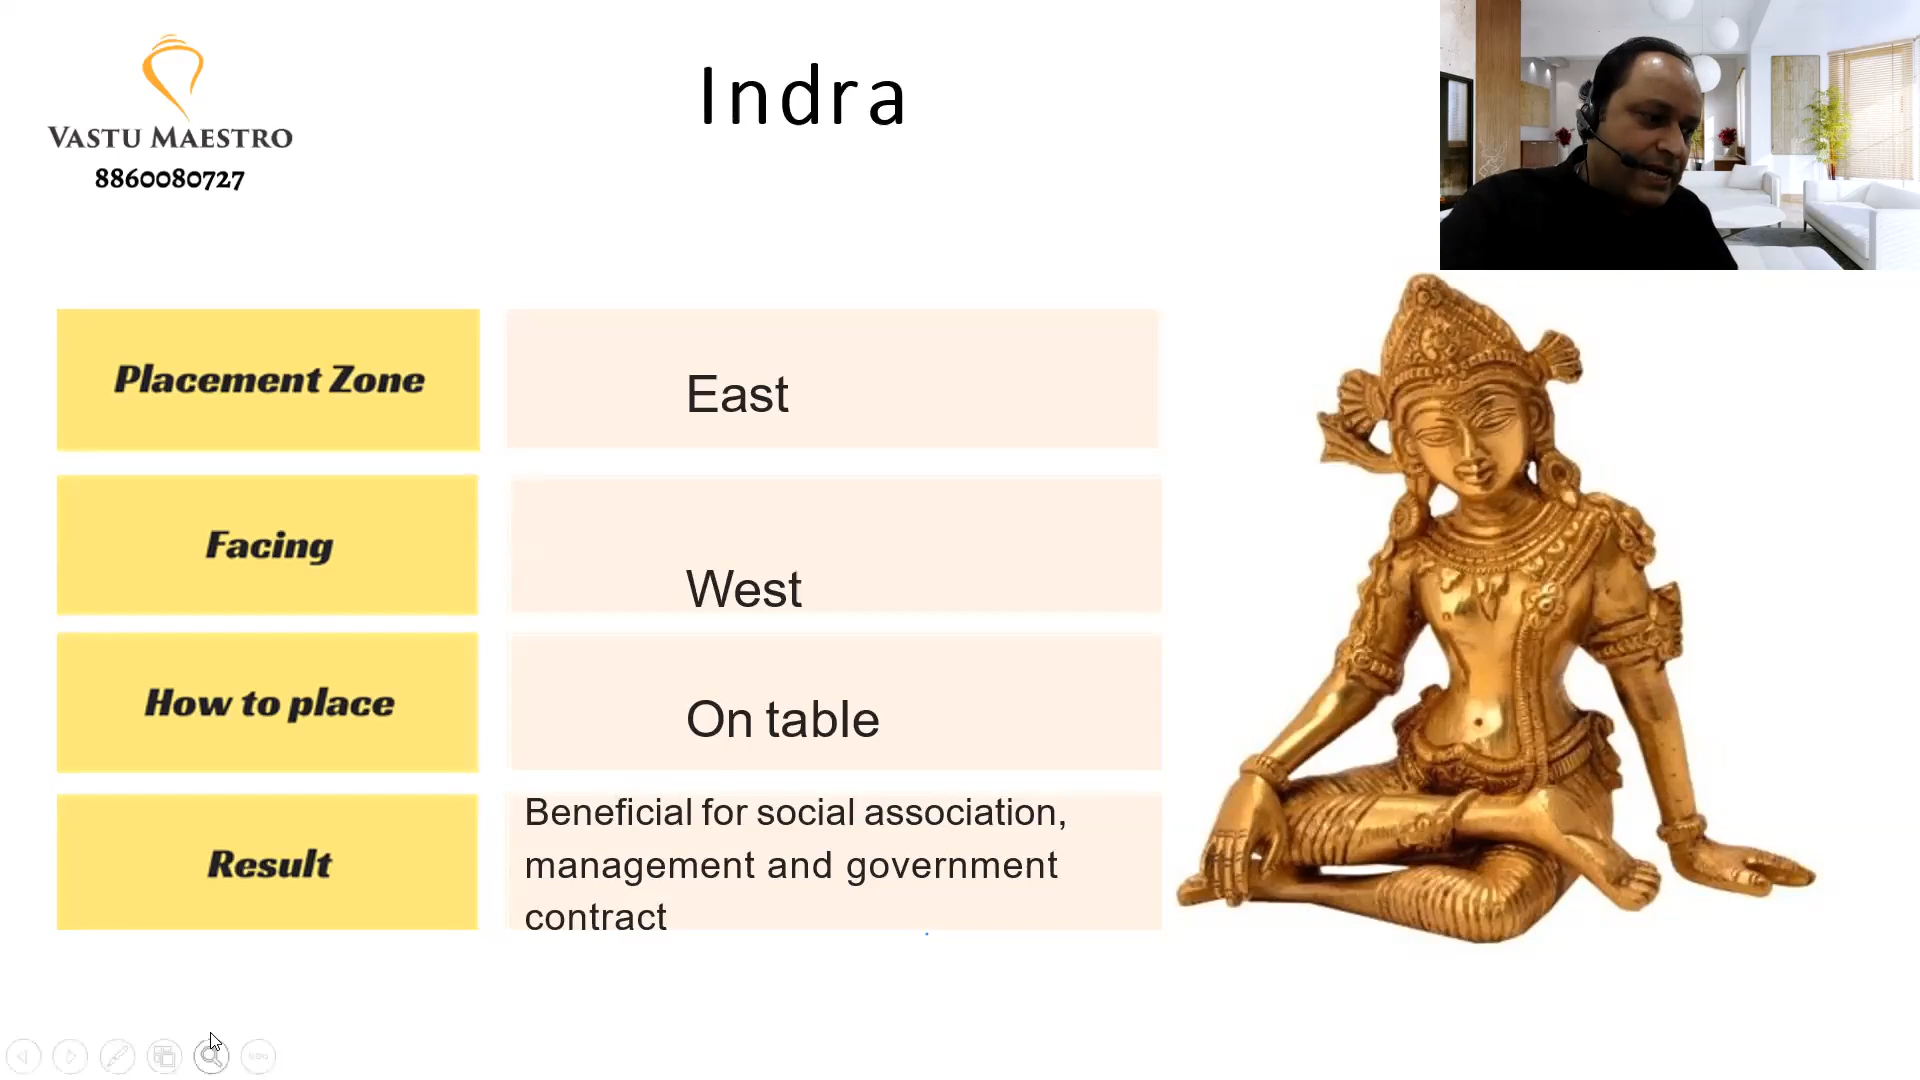 VASTU MAESTRO
8860080727
Indra
Placement Zone
East
Facing
West
How to place
On table
Result
Beneficial for social association,
management and government
contract